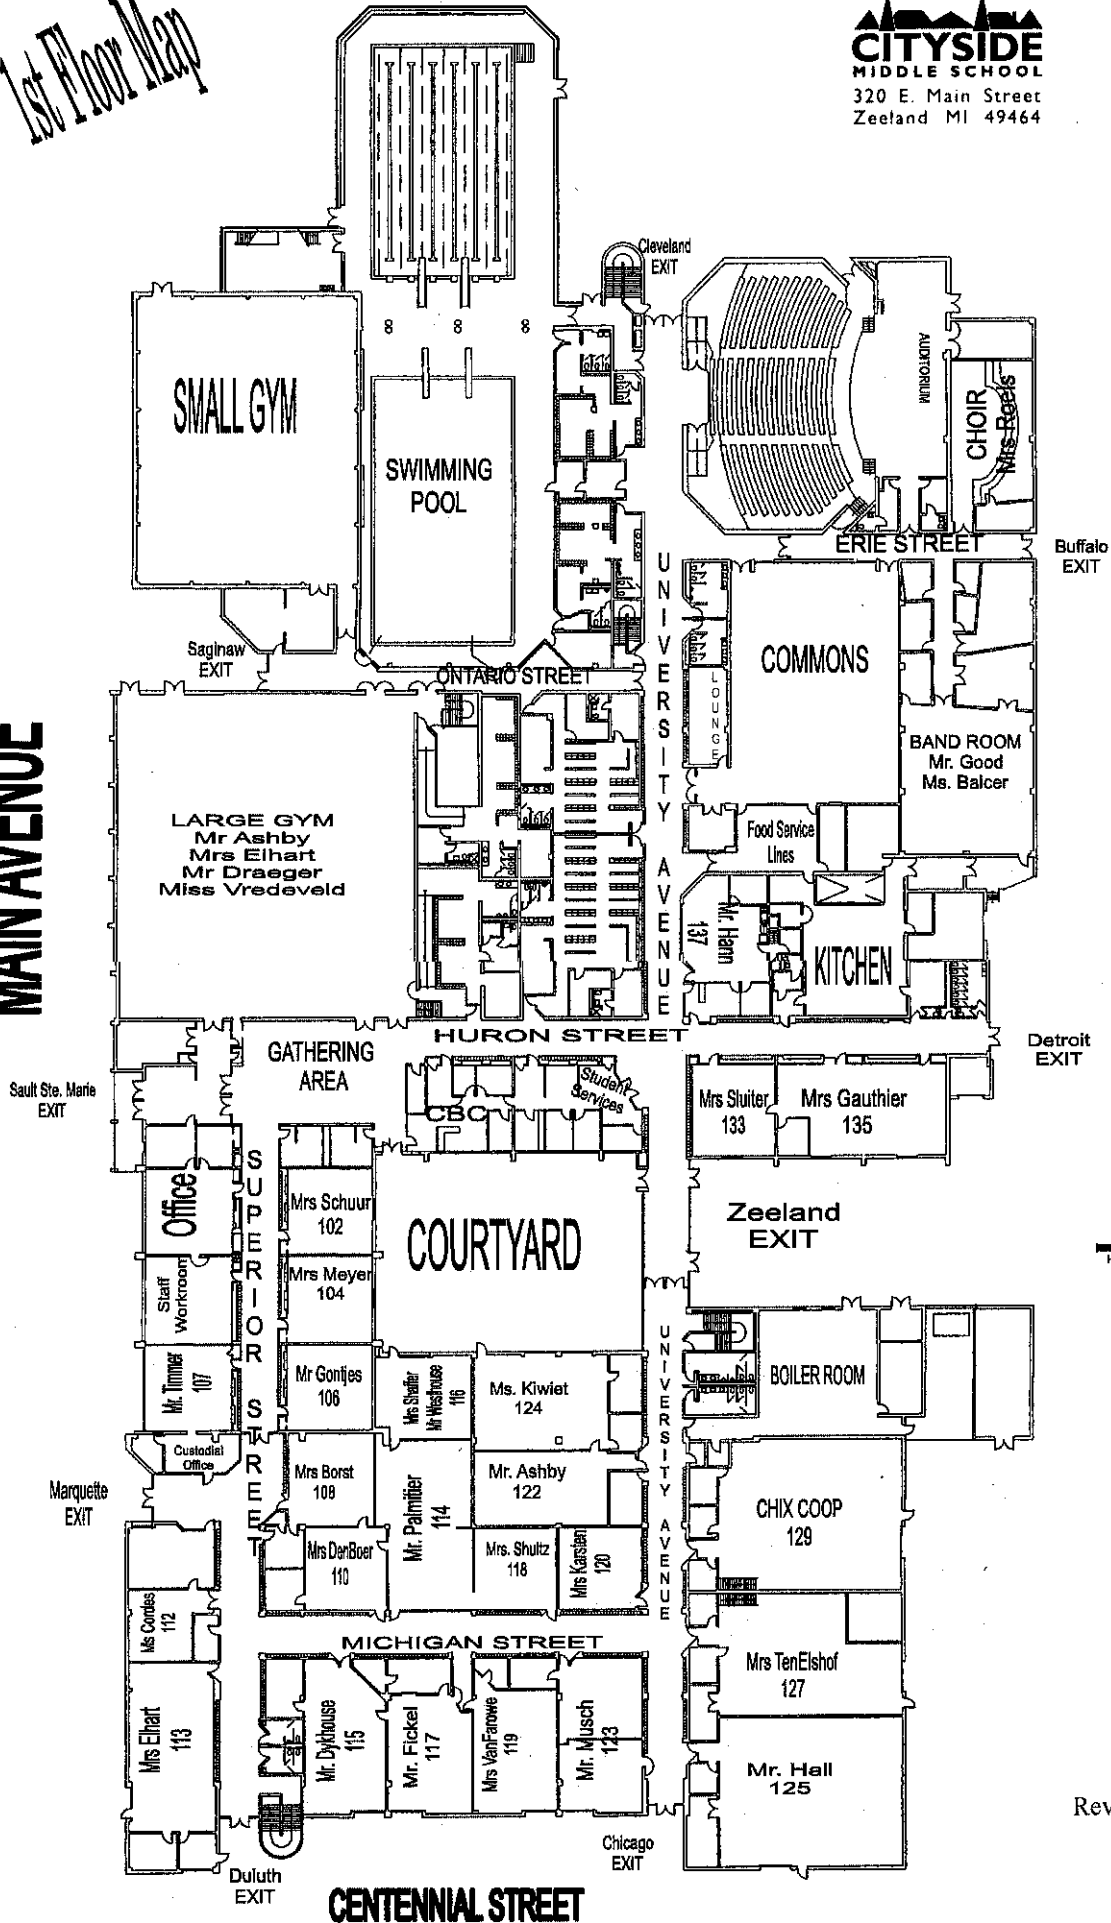 1st Floor Map
CITYSIDE
MIDDLE SCHOOL
320 E. Main Street
Zeeland MI 49464
Cleveland
EXIT
SMALL GYM
SWIMMING
POOL
AUDITORIUM
CHOIR
Mrs Roels
ERIE STREET
Buffalo
EXIT
UNIVERSITY AVENUE
COMMONS
LOUNGE
Saginaw
EXIT
ONTARIO STREET
BAND ROOM
Mr. Good
Ms. Balcer
MAIN AVENUE
LARGE GYM
Mr Ashby
Mrs Elhart
Mr Draeger
Miss Vredeveld
Food Service
Lines
Mr. Hann
137
KITCHEN
HURON STREET
GATHERING
AREA
Detroit
EXIT
Sault Ste. Marie
EXIT
CBC
Student
Services
Mrs Sluiter
133
Mrs Gauthier
135
SUPERIOR STREET
Office
Mrs Schuur
102
COURTYARD
Zeeland
EXIT
Staff
Workroom
Mrs Meyer
104
Mr. Timmer
107
Mr Gontjes
106
Mrs Shaffer
Mr Westhouse
116
Ms. Kiwiet
124
UNIVERSITY AVENUE
BOILER ROOM
Custodial
Office
Marquette
EXIT
Mrs Borst
108
Mr. Palmitier
114
Mr. Ashby
122
CHIX COOP
129
Mrs DenBoer
110
Mrs. Shultz
118
Mrs Karsten
120
Ms Cordes
112
MICHIGAN STREET
Mrs TenElshof
127
Mrs Elhart
113
Mr. Dykhouse
115
Mr. Fickel
117
Mrs VanFarowe
119
Mr. Musch
123
Mr. Hall
125
Rev
Chicago
EXIT
Duluth
EXIT
CENTENNIAL STREET